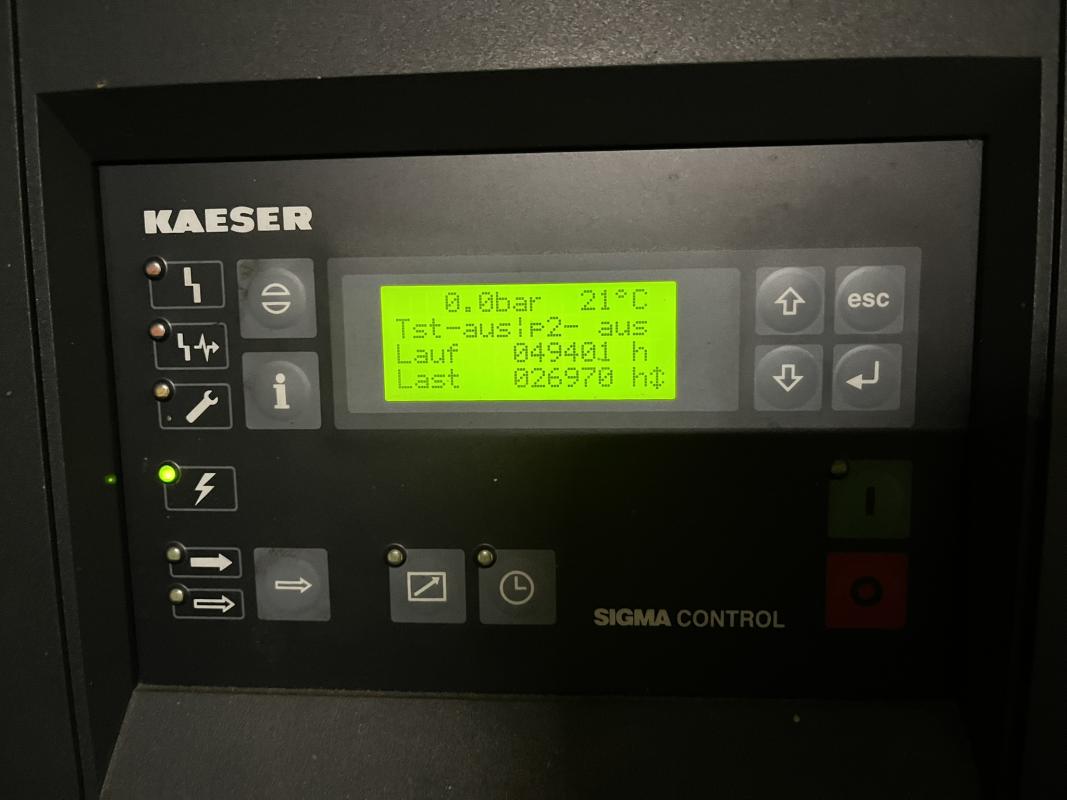 KAESER
0.0bar 21°C
Tst-aus¦p2- aus
Lauf 049401 h
Last 026970 h
esc
i
I
O
SIGMA CONTROL